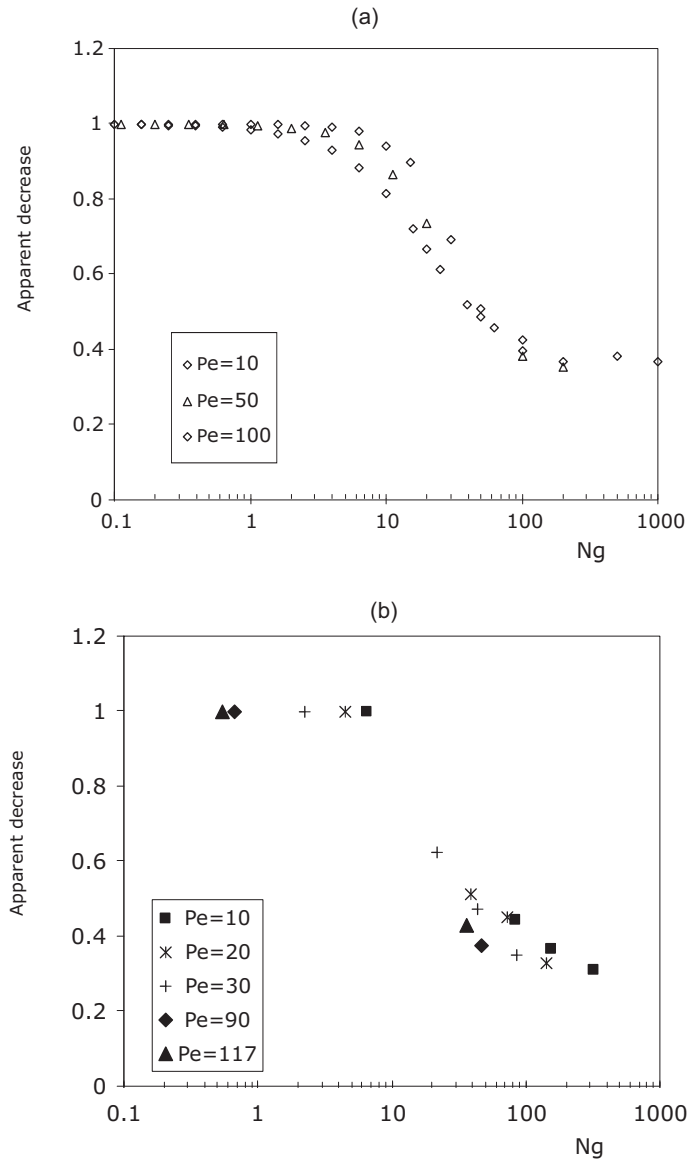 (a)
1.2
1
0.8
0.6
0.4
0.2
0
Apparent decrease
Pe=10
Pe=50
Pe=100
0.1 1 10 100 1000
Ng
(b)
1.2
1
0.8
0.6
0.4
0.2
0
Apparent decrease
Pe=10
Pe=20
Pe=30
Pe=90
Pe=117
0.1 1 10 100 1000
Ng